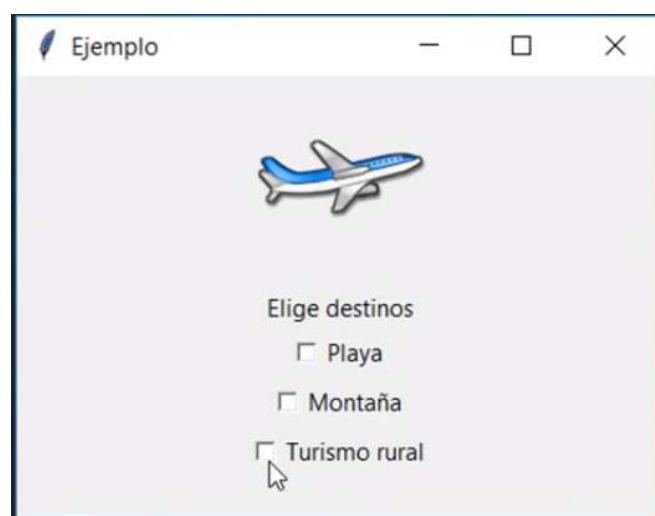 Ejemplo
Elige destinos
Playa
Montaña
Turismo rural